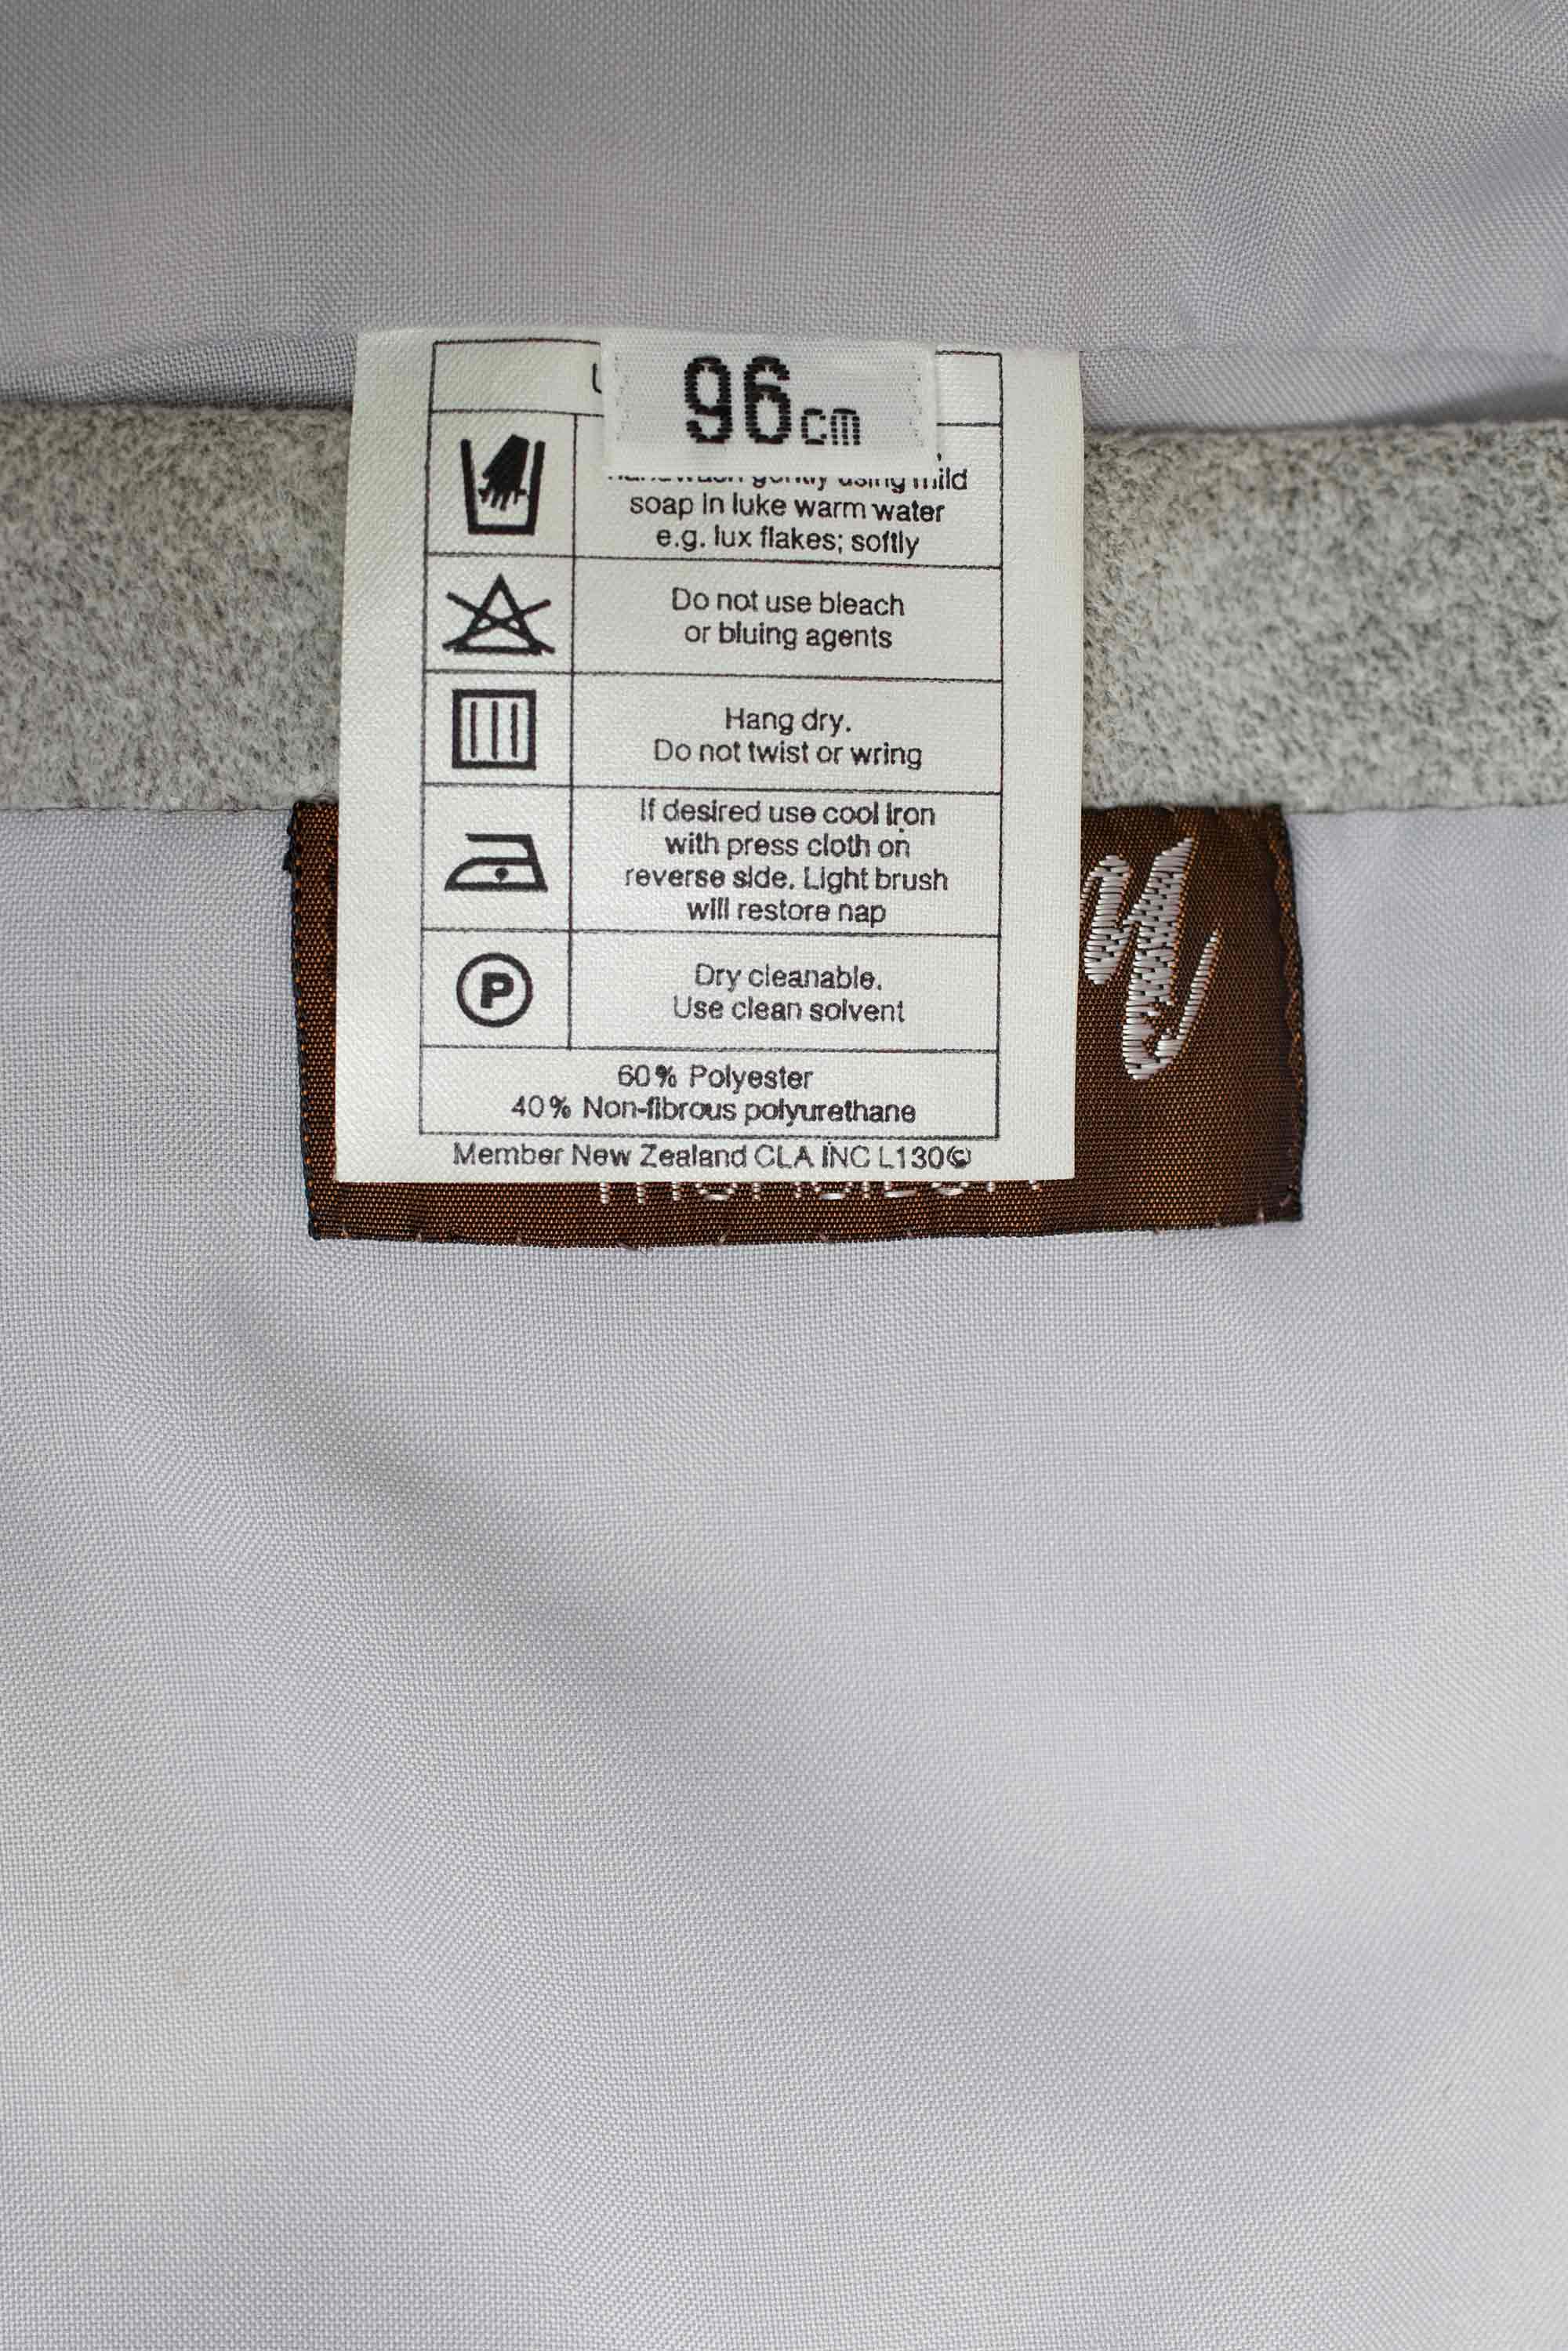 96cm
mild
soap in luke warm water
e.g. lux flakes; softly
Do not use bleach
or bluing agents
Hang dry.
Do not twist or wring
If desired use cool iron
with press cloth on
reverse side. Light brush
will restore nap
P
Dry cleanable.
Use clean solvent
60% Polyester
40% Non-fibrous polyurethane
Member New Zealand CLA INC L130©